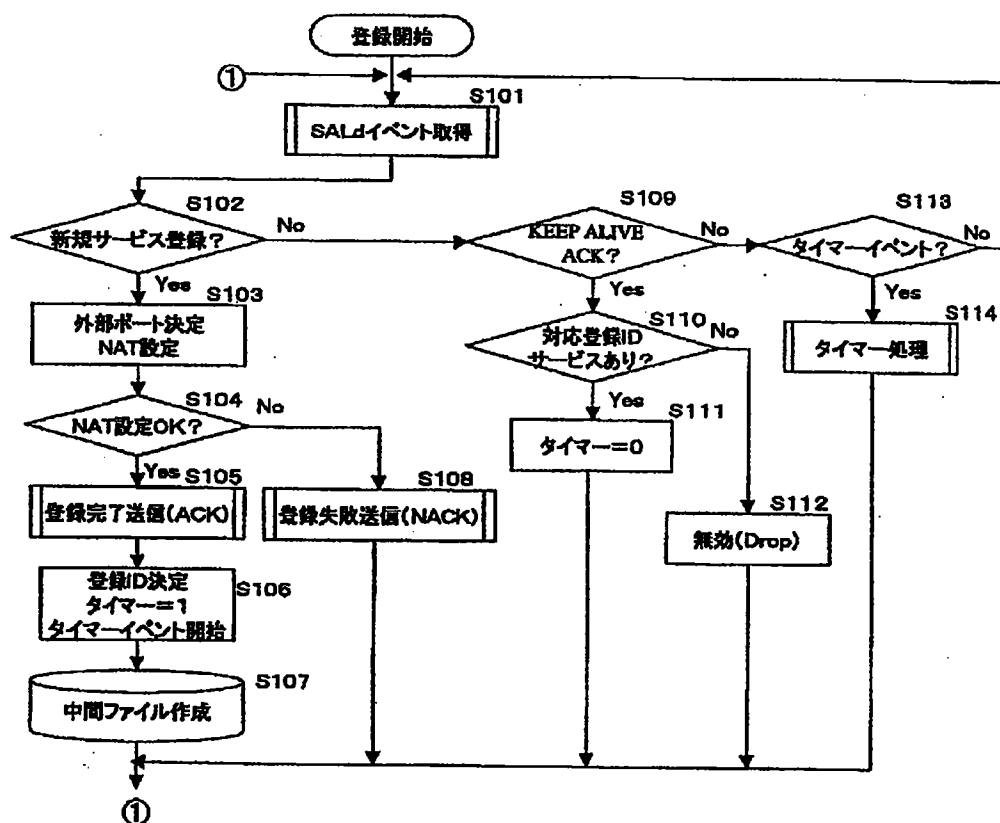 登録開始
①
S101
SALdイベント取得
S102
新規サービス登録?
No
Yes
S103
外部ポート決定
NAT設定
S104
NAT設定OK?
No
Yes
S105
登録完了送信(ACK)
S106
登録ID決定
タイマー=1
タイマーイベント開始
S107
中間ファイル作成
①
S108
登録失敗送信(NACK)
S109
KEEP ALIVE
ACK?
No
Yes
S110
対応登録ID
サービスあり?
No
Yes
S111
タイマー=0
S112
無効(Drop)
S113
タイマーイベント?
No
Yes
S114
タイマー処理